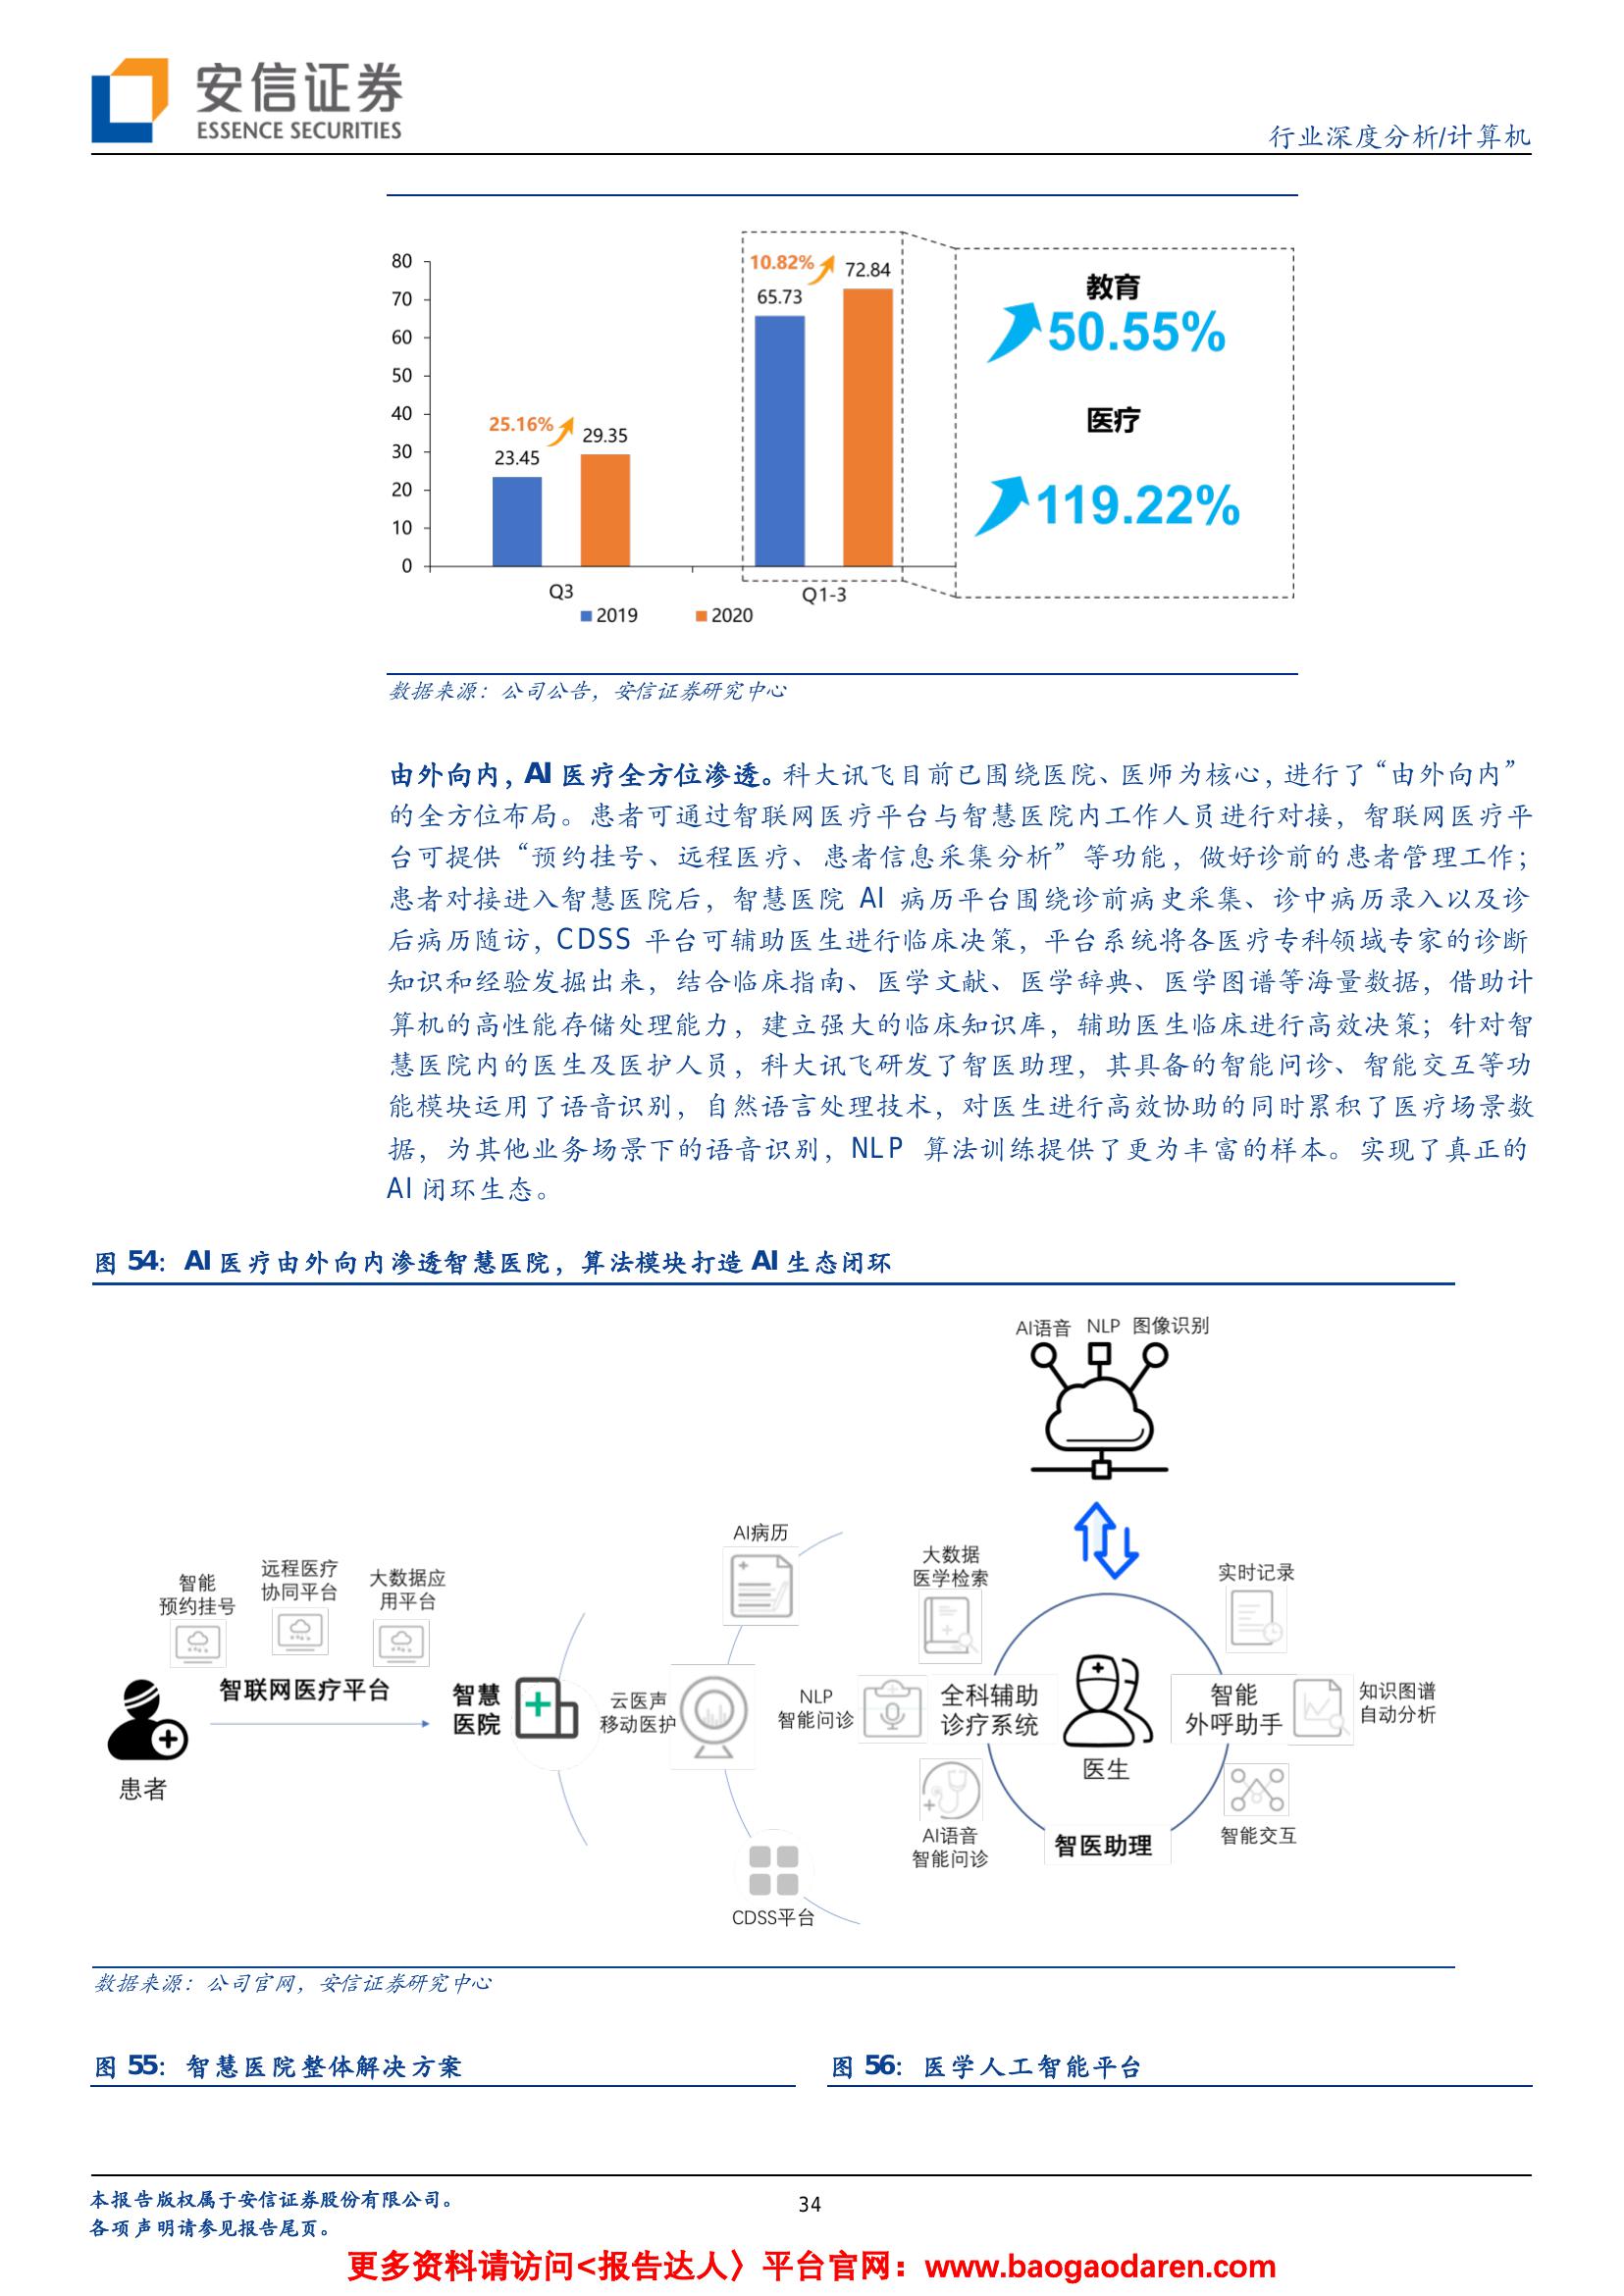 安信证券
ESSENCE SECURITIES
行业深度分析/计算机
80
70
60
50
40
30
20
10
0
25.16%
23.45
29.35
10.82%
65.73
72.84
Q3
Q1-3
2019
2020
教育
50.55%
医疗
119.22%
数据来源：公司公告，安信证券研究中心
由外向内，AI 医疗全方位渗透。科大讯飞目前已围绕医院、医师为核心，进行了“由外向内”
的全方位布局。患者可通过智联网医疗平台与智慧医院内工作人员进行对接，智联网医疗平
台可提供“预约挂号、远程医疗、患者信息采集分析”等功能，做好诊前的患者管理工作；
患者对接进入智慧医院后，智慧医院 AI 病历平台围绕诊前病史采集、诊中病历录入以及诊
后病历随访，CDSS 平台可辅助医生进行临床决策，平台系统将各医疗专科领域专家的诊断
知识和经验发掘出来，结合临床指南、医学文献、医学辞典、医学图谱等海量数据，借助计
算机的高性能存储处理能力，建立强大的临床知识库，辅助医生临床进行高效决策；针对智
慧医院内的医生及医护人员，科大讯飞研发了智医助理，其具备的智能问诊、智能交互等功
能模块运用了语音识别，自然语言处理技术，对医生进行高效协助的同时累积了医疗场景数
据，为其他业务场景下的语音识别，NLP 算法训练提供了更为丰富的样本。实现了真正的
AI 闭环生态。
图 54：AI 医疗由外向内渗透智慧医院，算法模块打造 AI 生态闭环
AI语音 NLP 图像识别
智能
预约挂号
远程医疗
协同平台
大数据应
用平台
智联网医疗平台
患者
智慧
医院
AI病历
云医声
移动医护
CDSS平台
NLP
智能问诊
大数据
医学检索
全科辅助
诊疗系统
AI语音
智能问诊
医生
智医助理
实时记录
智能
外呼助手
知识图谱
自动分析
智能交互
数据来源：公司官网，安信证券研究中心
图 55：智慧医院整体解决方案
图 56：医学人工智能平台
本报告版权属于安信证券股份有限公司。
各项声明请参见报告尾页。
34
更多资料请访问<报告达人〉平台官网：www.baogaodaren.com